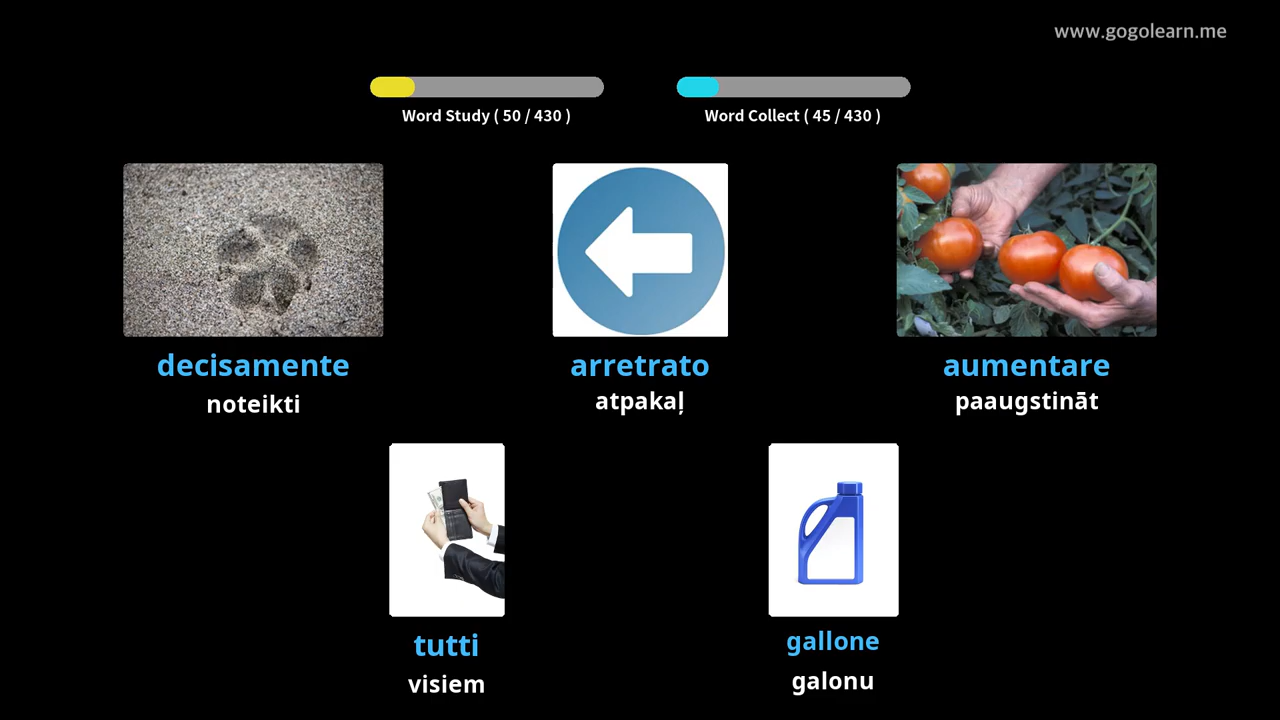 www.gogolearn.me
Word Study ( 50 / 430 )
Word Collect ( 45 / 430 )
decisamente
noteikti
arretrato
atpakaļ
aumentare
paaugstināt
tutti
visiem
gallone
galonu